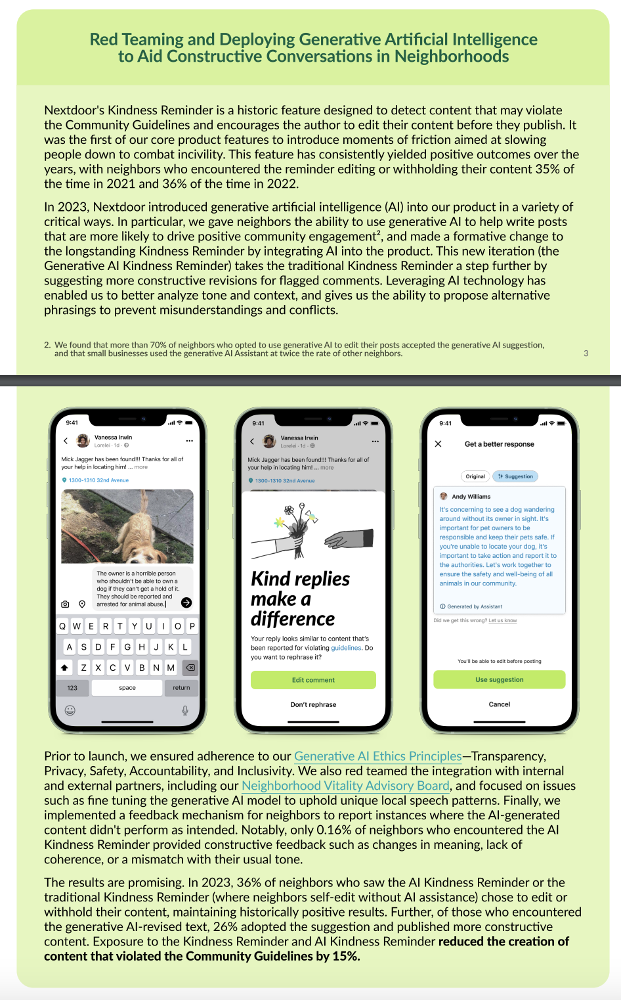 Red Teaming and Deploying Generative Artificial Intelligence
to Aid Constructive Conversations in Neighborhoods
Nextdoor's Kindness Reminder is a historic feature designed to detect content that may violate
the Community Guidelines and encourages the author to edit their content before they publish. It
was the first of our core product features to introduce moments of friction aimed at slowing
people down to combat incivility. This feature has consistently yielded positive outcomes over the
years, with neighbors who encountered the reminder editing or withholding their content 35% of
the time in 2021 and 36% of the time in 2022.
In 2023, Nextdoor introduced generative artificial intelligence (AI) into our product in a variety of
critical ways. In particular, we gave neighbors the ability to use generative AI to help write posts
that are more likely to drive positive community engagement², and made a formative change to
the longstanding Kindness Reminder by integrating AI into the product. This new iteration (the
Generative AI Kindness Reminder) takes the traditional Kindness Reminder a step further by
suggesting more constructive revisions for flagged comments. Leveraging AI technology has
enabled us to better analyze tone and context, and gives us the ability to propose alternative
phrasings to prevent misunderstandings and conflicts.
2. We found that more than 70% of neighbors who opted to use generative AI to edit their posts accepted the generative AI suggestion,
and that small businesses used the generative AI Assistant at twice the rate of other neighbors.
3
9:41
Vanessa Irwin
Lorelei · 1d ·
Mick Jagger has been found!!! Thanks for all of
your help in locating him! ... more
1300-1310 32nd Avenue
The owner is a horrible person
who shouldn't be able to own a
dog if they can't get a hold of it.
They should be reported and
arrested for animal abuse.
Q W E R T Y U I O P
A S D F G H J K L
Z X C V B N M
123 space return
9:41
Vanessa Irwin
Lorelei · 1d ·
Mick Jagger has been found!!! Thanks for all of
your help in locating him! ... more
1300-1310 32nd Avenue
Kind replies
make a
difference
Your reply looks similar to content that's
been reported for violating guidelines. Do
you want to rephrase it?
Edit comment
Don't rephrase
9:41
Get a better response
Original Suggestion
Andy Williams
It's concerning to see a dog wandering
around without its owner in sight. It's
important for pet owners to be
responsible and keep their pets safe. If
you're unable to locate your dog, it's
important to take action and report it to
the authorities. Let's work together to
ensure the safety and well-being of all
animals in our community.
Generated by Assistant
Did we get this wrong? Let us know
You'll be able to edit before posting
Use suggestion
Cancel
Prior to launch, we ensured adherence to our Generative AI Ethics Principles—Transparency,
Privacy, Safety, Accountability, and Inclusivity. We also red teamed the integration with internal
and external partners, including our Neighborhood Vitality Advisory Board, and focused on issues
such as fine tuning the generative AI model to uphold unique local speech patterns. Finally, we
implemented a feedback mechanism for neighbors to report instances where the AI-generated
content didn't perform as intended. Notably, only 0.16% of neighbors who encountered the AI
Kindness Reminder provided constructive feedback such as changes in meaning, lack of
coherence, or a mismatch with their usual tone.
The results are promising. In 2023, 36% of neighbors who saw the AI Kindness Reminder or the
traditional Kindness Reminder (where neighbors self-edit without AI assistance) chose to edit or
withhold their content, maintaining historically positive results. Further, of those who encountered
the generative AI-revised text, 26% adopted the suggestion and published more constructive
content. Exposure to the Kindness Reminder and AI Kindness Reminder reduced the creation of
content that violated the Community Guidelines by 15%.